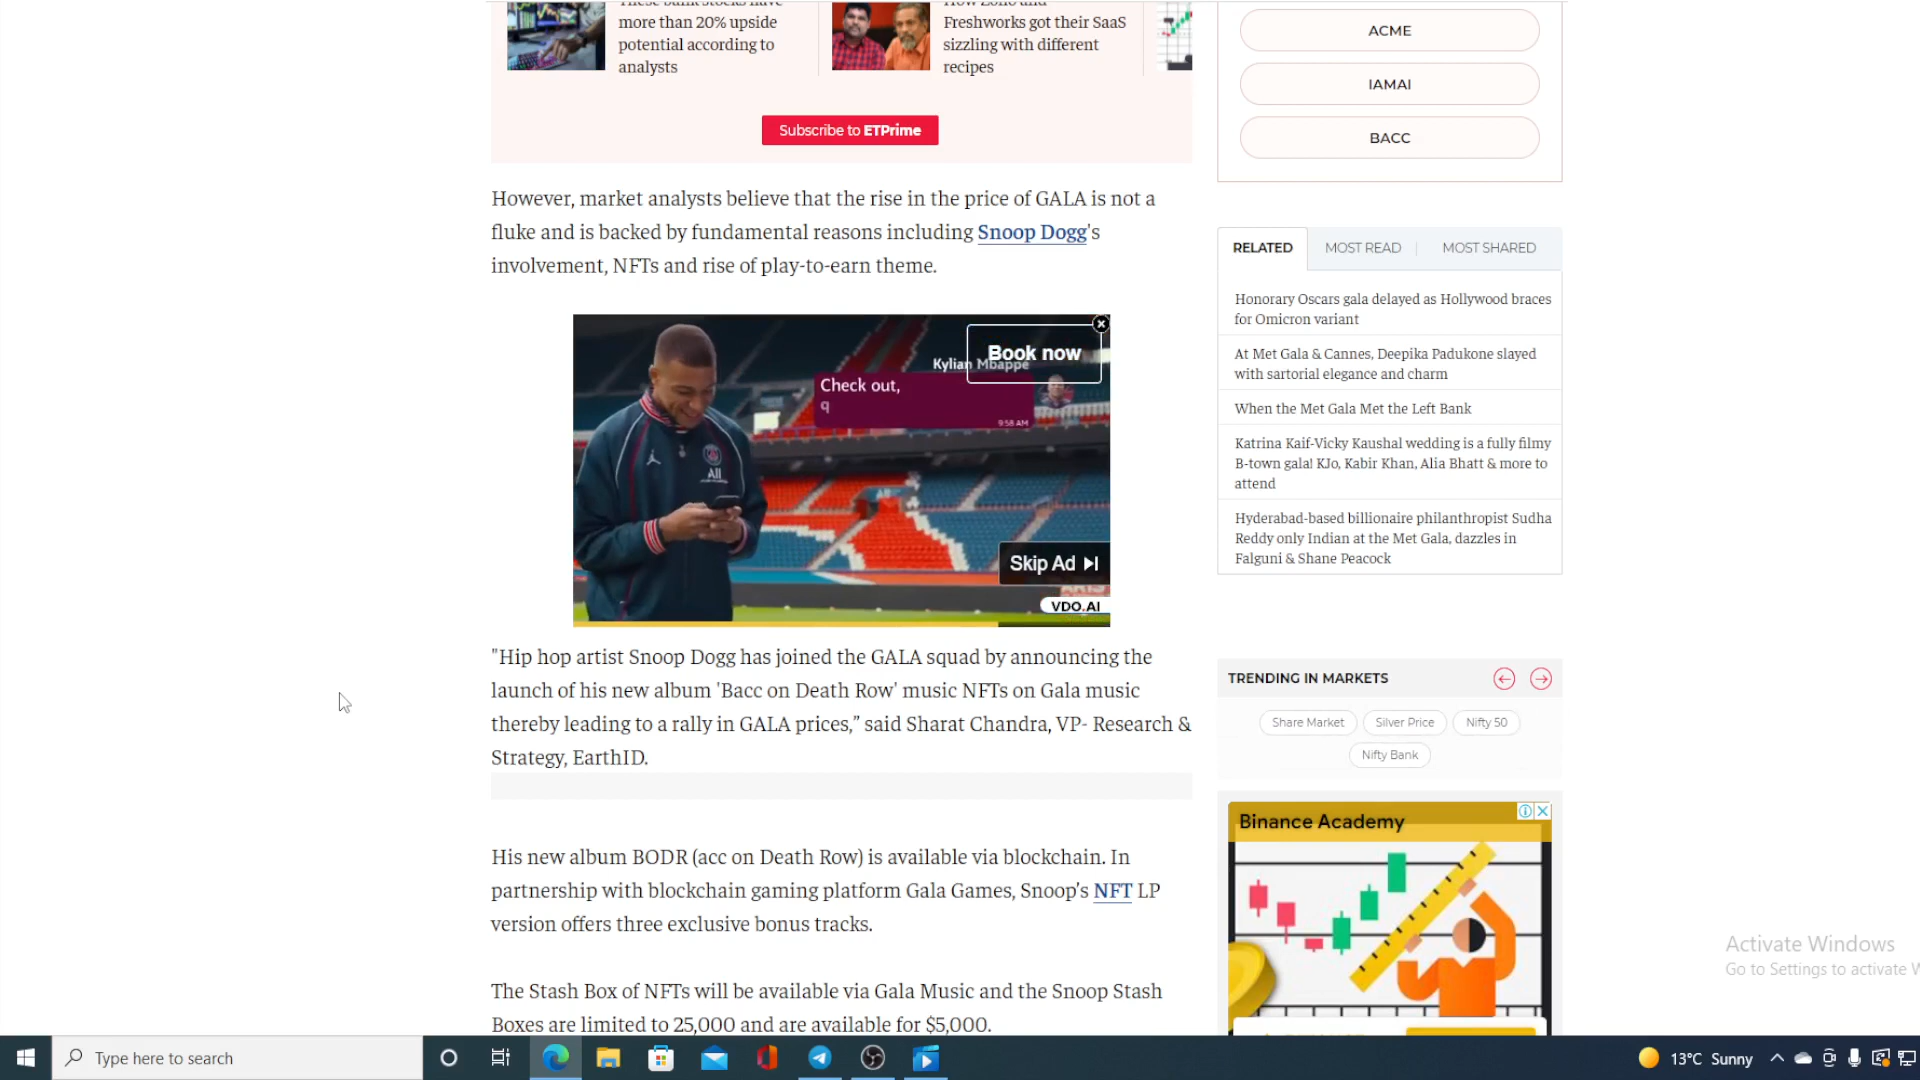 more than 20% upside
potential according to
analysts
Freshworks got their SaaS
sizzling with different
recipes
Subscribe to ETPrime
However, market analysts believe that the rise in the price of GALA is not a
fluke and is backed by fundamental reasons including Snoop Dogg's
involvement, NFTs and rise of play-to-earn theme.
Book now
Kylian Mbappe
Check out,
q
9:58 AM
All
Skip Ad
VDO.AI
"Hip hop artist Snoop Dogg has joined the GALA squad by announcing the
launch of his new album 'Bacc on Death Row' music NFTs on Gala music
thereby leading to a rally in GALA prices,” said Sharat Chandra, VP- Research &
Strategy, EarthID.
His new album BODR (acc on Death Row) is available via blockchain. In
partnership with blockchain gaming platform Gala Games, Snoop’s NFT LP
version offers three exclusive bonus tracks.
The Stash Box of NFTs will be available via Gala Music and the Snoop Stash
Boxes are limited to 25,000 and are available for $5,000.
ACME
IAMAI
BACC
RELATED
MOST READ
MOST SHARED
Honorary Oscars gala delayed as Hollywood braces
for Omicron variant
At Met Gala & Cannes, Deepika Padukone slayed
with sartorial elegance and charm
When the Met Gala Met the Left Bank
Katrina Kaif-Vicky Kaushal wedding is a fully filmy
B-town gala! KJo, Kabir Khan, Alia Bhatt & more to
attend
Hyderabad-based billionaire philanthropist Sudha
Reddy only Indian at the Met Gala, dazzles in
Falguni & Shane Peacock
TRENDING IN MARKETS
Share Market
Silver Price
Nifty 50
Nifty Bank
Binance Academy
Activate Windows
Go to Settings to activate W
Type here to search
13°C Sunny